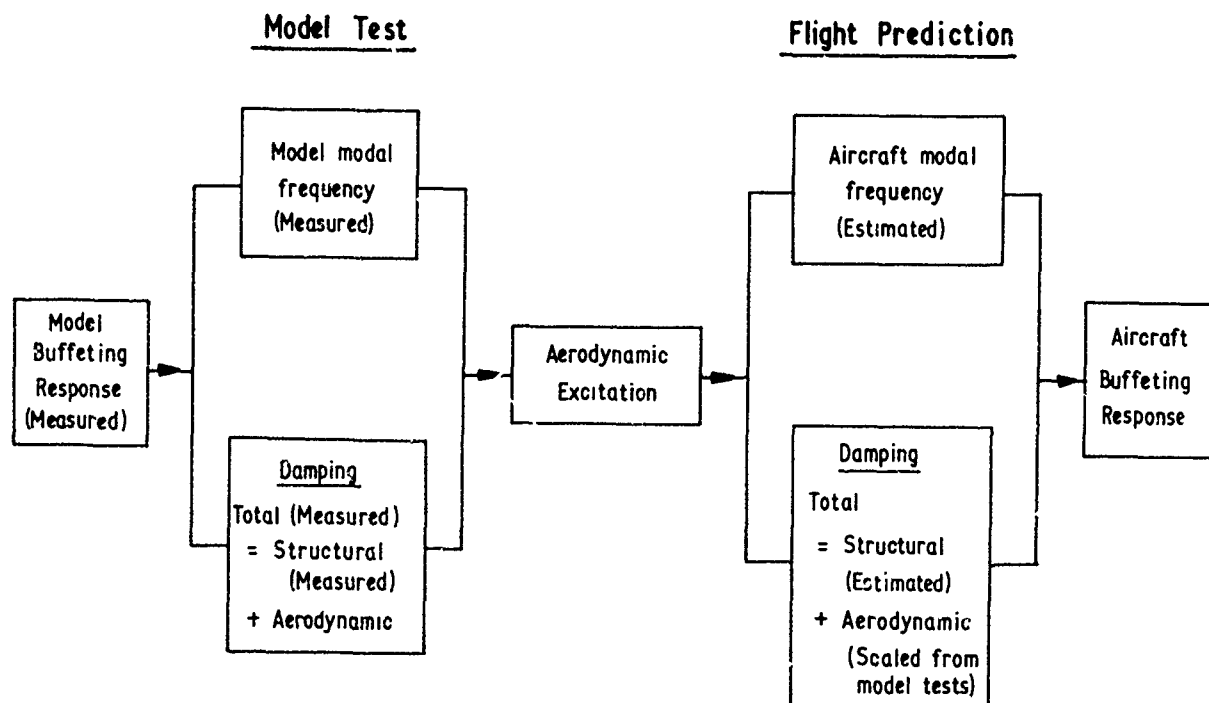 Model Test
Flight Prediction
Model modal
frequency
(Measured)
Aircraft modal
frequency
(Estimated)
Model
Buffeting
Response
(Measured)
Aerodynamic
Excitation
Aircraft
Buffeting
Response
Damping
Total (Measured)
= Structural
(Measured)
+ Aerodynamic
Damping
Total
= Structural
(Estimated)
+ Aerodynamic
(Scaled from
model tests)